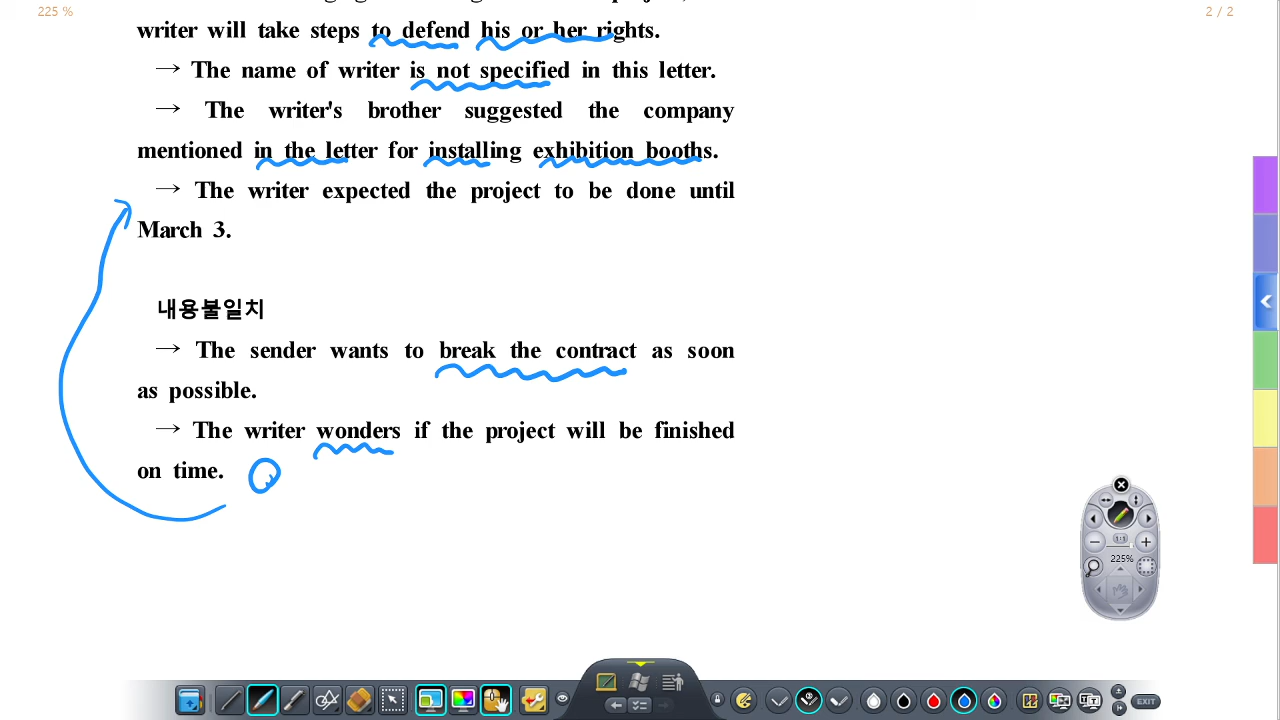 225 %
2 / 2
writer will take steps to defend his or her rights.
→ The name of writer is not specified in this letter.
→ The writer's brother suggested the company
mentioned in the letter for installing exhibition booths.
→ The writer expected the project to be done until
March 3.
내용불일치
→ The sender wants to break the contract as soon
as possible.
→ The writer wonders if the project will be finished
on time.
1:1
225%
EXIT